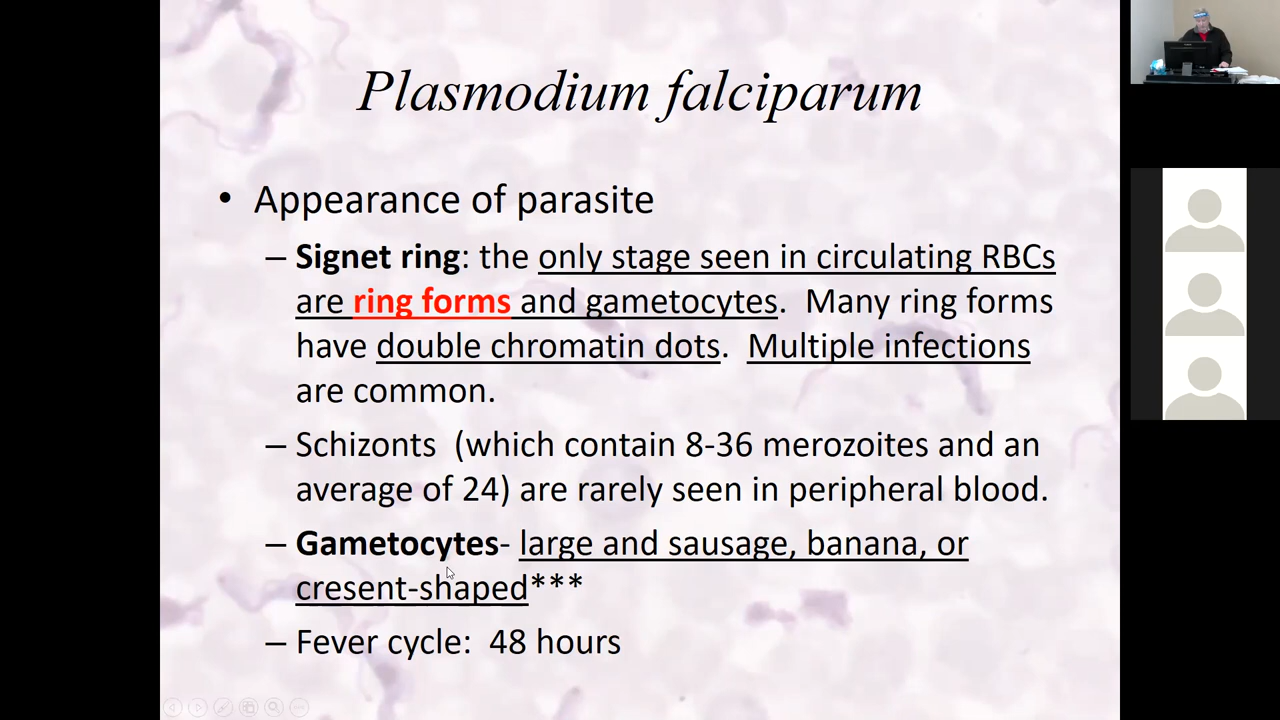 Plasmodium falciparum
• Appearance of parasite
– Signet ring: the only stage seen in circulating RBCs
are ring forms and gametocytes.  Many ring forms
have double chromatin dots.  Multiple infections
are common.
– Schizonts  (which contain 8-36 merozoites and an
average of 24) are rarely seen in peripheral blood.
– Gametocytes- large and sausage, banana, or
cresent-shaped***
– Fever cycle:  48 hours